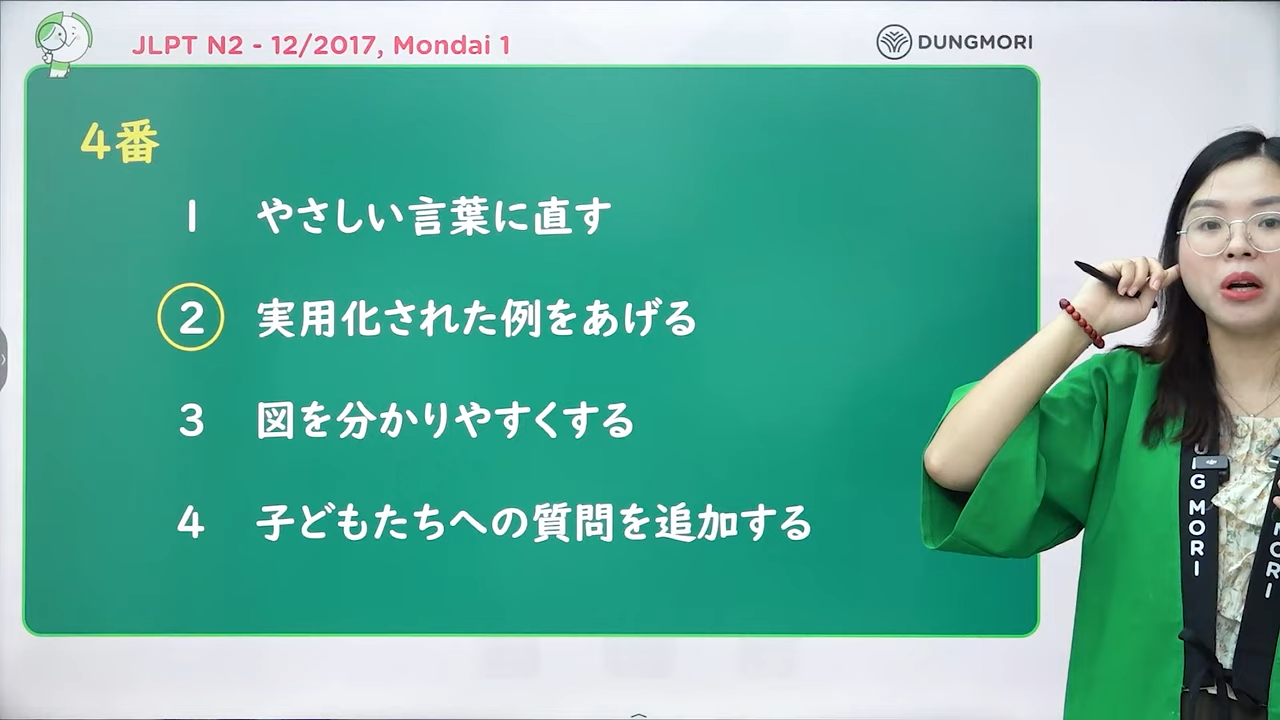 JLPT N2 - 12/2017, Mondai 1
DUNGMORI
4番
1 やさしい言葉に直す
2 実用化された例をあげる
3 図を分かりやすくする
4 子どもたちへの質問を追加する
UNGMORI
MORI